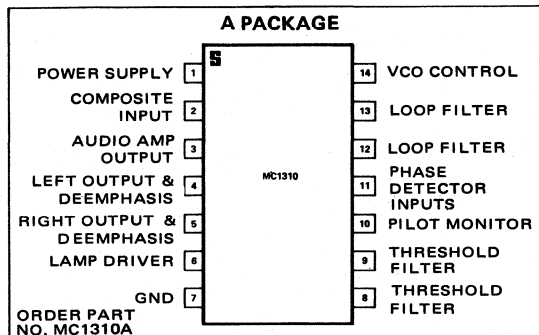 A PACKAGE
POWER SUPPLY 1
COMPOSITE
INPUT 2
AUDIO AMP
OUTPUT 3
LEFT OUTPUT &
DEEMPHASIS 4
RIGHT OUTPUT &
DEEMPHASIS 5
LAMP DRIVER 6
GND 7
ORDER PART
NO. MC1310A
S
MC1310
14 VCO CONTROL
13 LOOP FILTER
12 LOOP FILTER
11 PHASE
DETECTOR
INPUTS
10 PILOT MONITOR
9 THRESHOLD
FILTER
8 THRESHOLD
FILTER